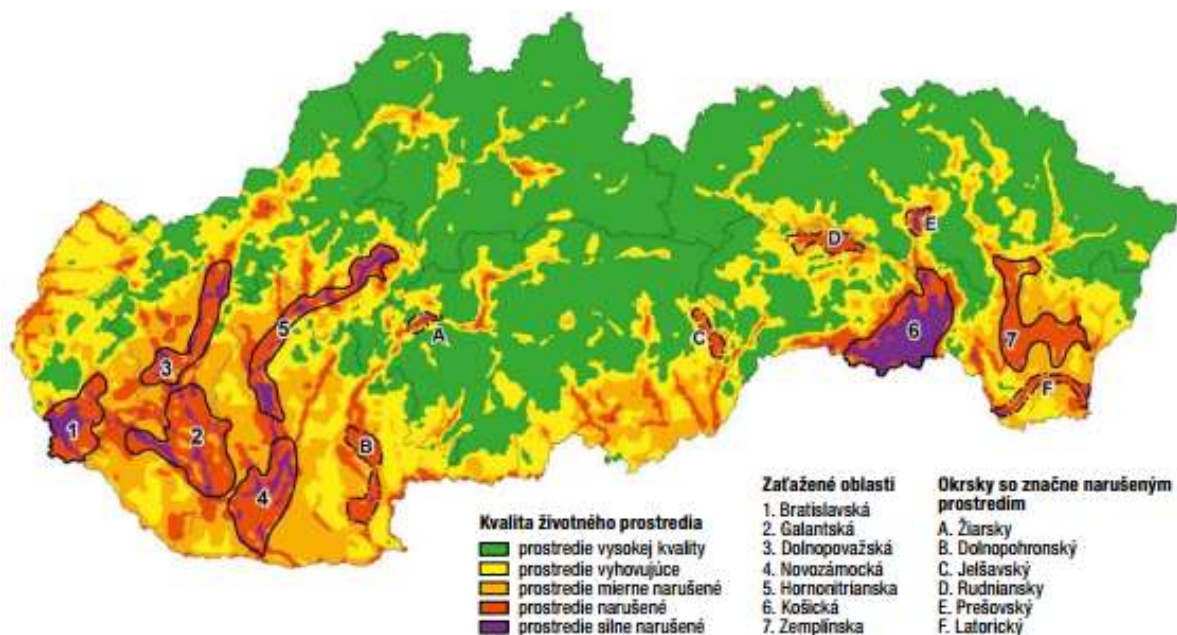 D
E
A
5
C
6
7
3
F
1
2
B
4
Kvalita životného prostredia
prostredie vysokej kvality
prostredie vyhovujúce
prostredie mierne narušené
prostredie narušené
prostredie silne narušené
Zaťažené oblasti
1. Bratislavská
2. Galantská
3. Dolnopovažská
4. Novozámocká
5. Hornonitrianska
6. Košická
7. Zemplínska
Okrsky so značne narušeným
prostredím
A. Žiarsky
B. Dolnopohronský
C. Jelšavský
D. Rudniansky
E. Prešovský
F. Latorický